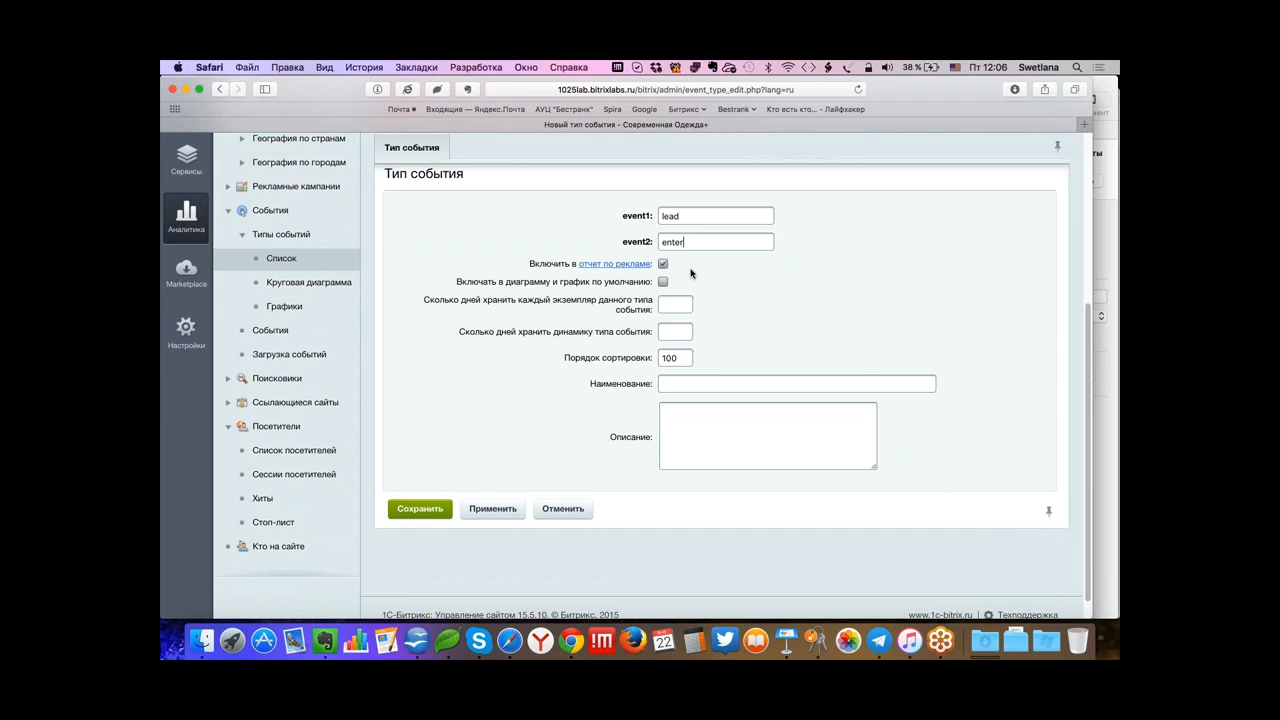 Safari Файл Правка Вид История Закладки Разработка Окно Справка 38 % Пт 12:06 Swetlana
1025lab.bitrixlabs.ru/bitrix/admin/event_type_edit.php?lang=ru
Почта Входящие — Яндекс.Почта АУЦ "Бестранк" Spira Google Битрикс Bestrank Кто есть кто... - Лайфхакер
Новый тип события - Современная Одежда+
Сервисы
Аналитика
Marketplace
Настройки
География по странам
География по городам
Рекламные кампании
События
Типы событий
Список
Круговая диаграмма
Графики
События
Загрузка событий
Поисковики
Ссылающиеся сайты
Посетители
Список посетителей
Сессии посетителей
Хиты
Стоп-лист
Кто на сайте
Тип события
Тип события
event1: lead
event2: enter
Включить в отчет по рекламе:
Включать в диаграмму и график по умолчанию:
Сколько дней хранить каждый экземпляр данного типа
события:
Сколько дней хранить динамику типа события:
Порядок сортировки: 100
Наименование:
Описание:
Сохранить Применить Отменить
1С-Битрикс: Управление сайтом 15.5.10. © Битрикс, 2015 www.1c-bitrix.ru | Техподдержка
22